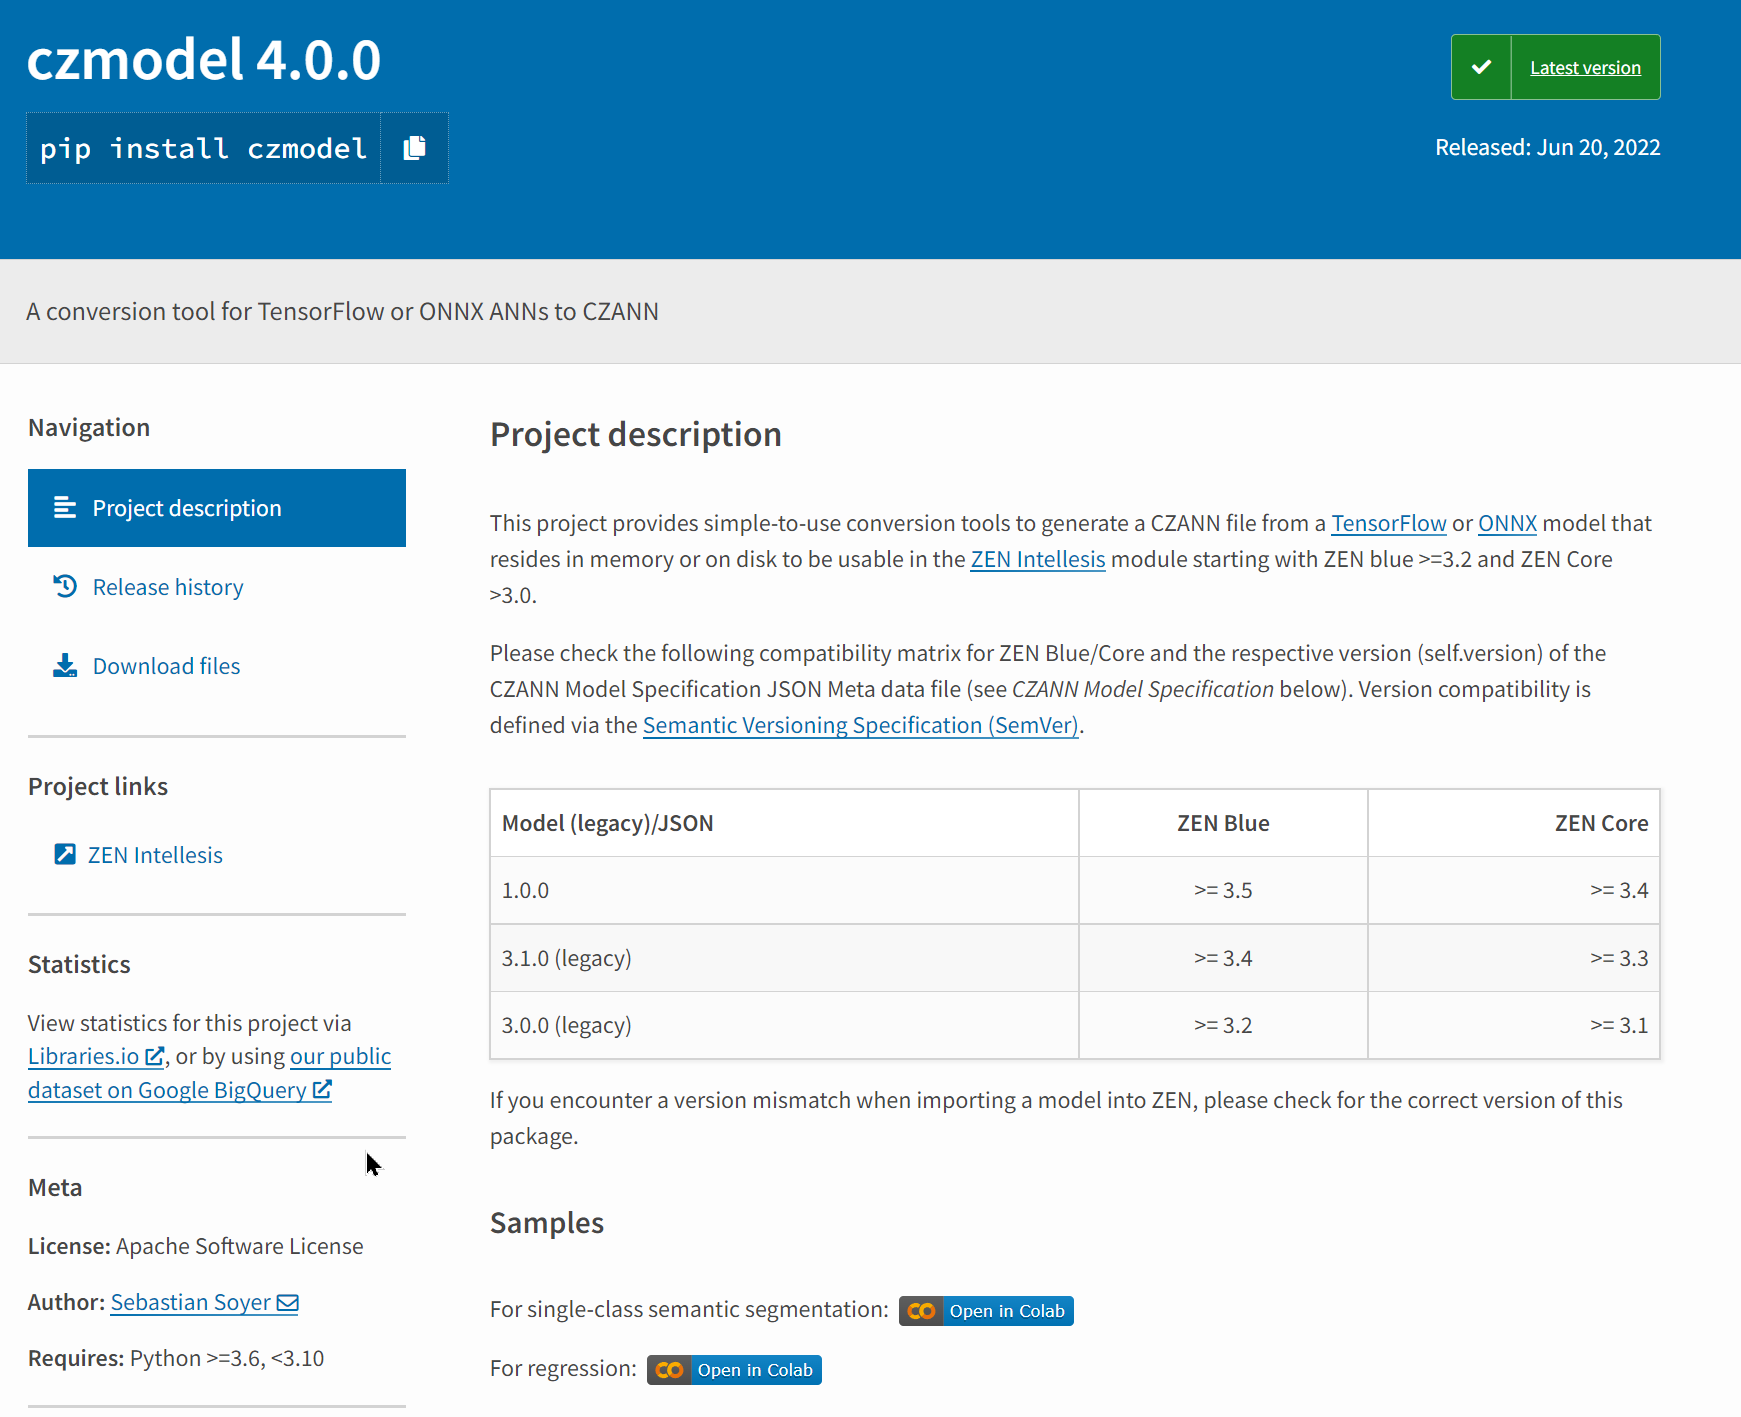 czmodel 4.0.0
pip install czmodel
Latest version
Released: Jun 20, 2022
A conversion tool for TensorFlow or ONNX ANNs to CZANN
Navigation
Project description
Release history
Download files
Project links
ZEN Intellesis
Statistics
View statistics for this project via
Libraries.io, or by using our public
dataset on Google BigQuery
Meta
License: Apache Software License
Author: Sebastian Soyer
Requires: Python >=3.6, <3.10
Project description
This project provides simple-to-use conversion tools to generate a CZANN file from a TensorFlow or ONNX model that
resides in memory or on disk to be usable in the ZEN Intellesis module starting with ZEN blue >=3.2 and ZEN Core
>3.0.
Please check the following compatibility matrix for ZEN Blue/Core and the respective version (self.version) of the
CZANN Model Specification JSON Meta data file (see CZANN Model Specification below). Version compatibility is
defined via the Semantic Versioning Specification (SemVer).
Model (legacy)/JSON ZEN Blue ZEN Core
1.0.0 >= 3.5 >= 3.4
3.1.0 (legacy) >= 3.4 >= 3.3
3.0.0 (legacy) >= 3.2 >= 3.1
If you encounter a version mismatch when importing a model into ZEN, please check for the correct version of this
package.
Samples
For single-class semantic segmentation: Open in Colab
For regression: Open in Colab